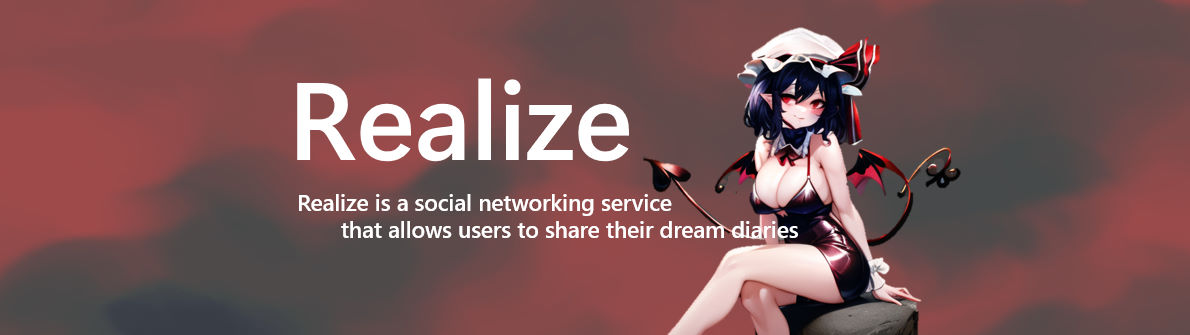 Realize
Realize is a social networking service
that allows users to share their dream diaries